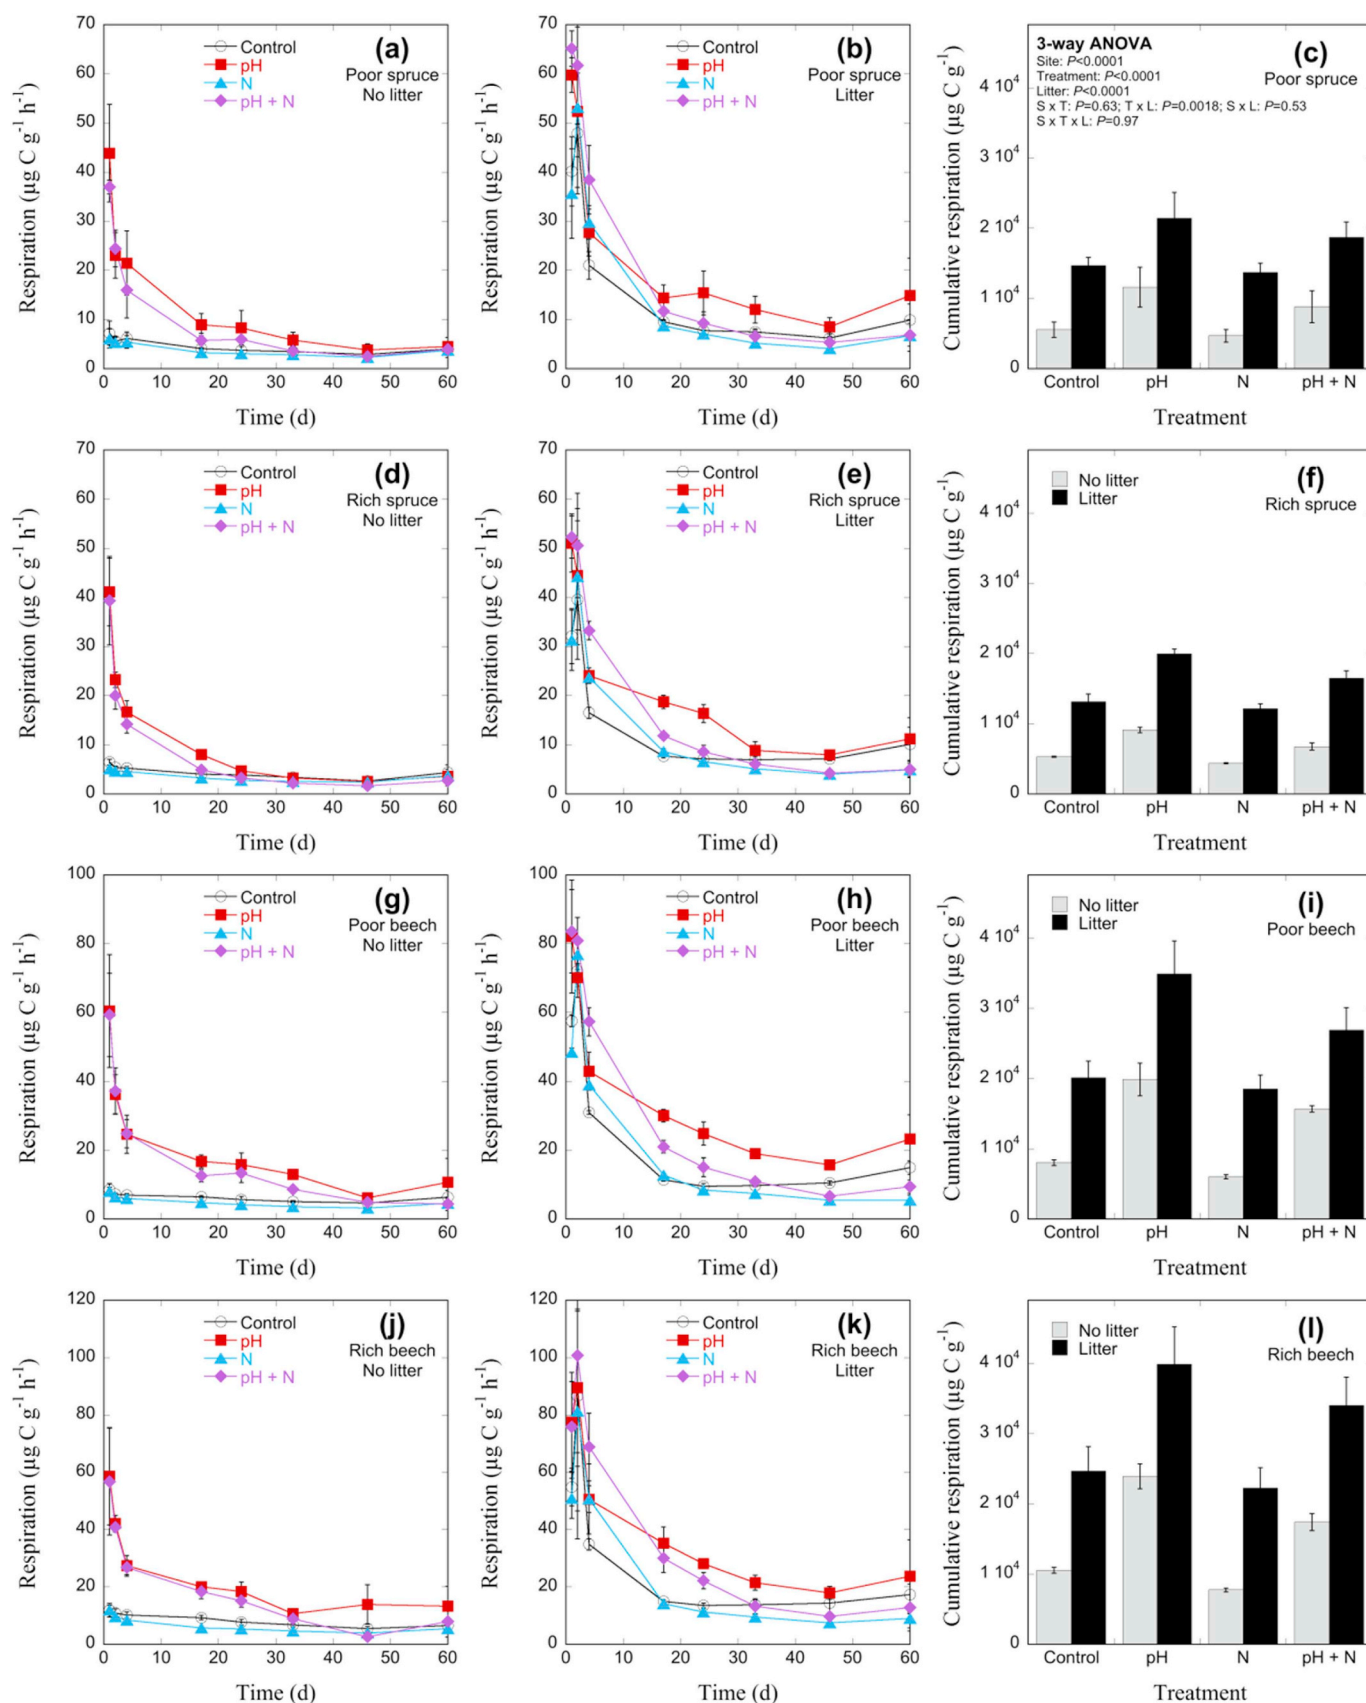 70
60
50
40
30
20
10
0
Respiration (µg C g⁻¹ h⁻¹)
Control
pH
N
pH + N
(a)
Poor spruce
No litter
0 10 20 30 40 50 60
Time (d)
70
60
50
40
30
20
10
0
Respiration (µg C g⁻¹ h⁻¹)
Control
pH
N
pH + N
(b)
Poor spruce
Litter
0 10 20 30 40 50 60
Time (d)
4 10⁴
3 10⁴
2 10⁴
1 10⁴
0
Cumulative respiration (µg C g⁻¹)
3-way ANOVA
Site: P<0.0001
Treatment: P<0.0001
Litter: P<0.0001
S x T: P=0.63; T x L: P=0.0018; S x L: P=0.53
S x T x L: P=0.97
(c)
Poor spruce
Control pH N pH + N
Treatment
70
60
50
40
30
20
10
0
Respiration (µg C g⁻¹ h⁻¹)
Control
pH
N
pH + N
(d)
Rich spruce
No litter
0 10 20 30 40 50 60
Time (d)
70
60
50
40
30
20
10
0
Respiration (µg C g⁻¹ h⁻¹)
Control
pH
N
pH + N
(e)
Rich spruce
Litter
0 10 20 30 40 50 60
Time (d)
4 10⁴
3 10⁴
2 10⁴
1 10⁴
0
Cumulative respiration (µg C g⁻¹)
No litter
Litter
(f)
Rich spruce
Control pH N pH + N
Treatment
100
80
60
40
20
0
Respiration (µg C g⁻¹ h⁻¹)
Control
pH
N
pH + N
(g)
Poor beech
No litter
0 10 20 30 40 50 60
Time (d)
100
80
60
40
20
0
Respiration (µg C g⁻¹ h⁻¹)
Control
pH
N
pH + N
(h)
Poor beech
Litter
0 10 20 30 40 50 60
Time (d)
4 10⁴
3 10⁴
2 10⁴
1 10⁴
0
Cumulative respiration (µg C g⁻¹)
No litter
Litter
(i)
Poor beech
Control pH N pH + N
Treatment
120
100
80
60
40
20
0
Respiration (µg C g⁻¹ h⁻¹)
Control
pH
N
pH + N
(j)
Rich beech
No litter
0 10 20 30 40 50 60
Time (d)
120
100
80
60
40
20
0
Respiration (µg C g⁻¹ h⁻¹)
Control
pH
N
pH + N
(k)
Rich beech
Litter
0 10 20 30 40 50 60
Time (d)
4 10⁴
3 10⁴
2 10⁴
1 10⁴
0
Cumulative respiration (µg C g⁻¹)
No litter
Litter
(l)
Rich beech
Control pH N pH + N
Treatment